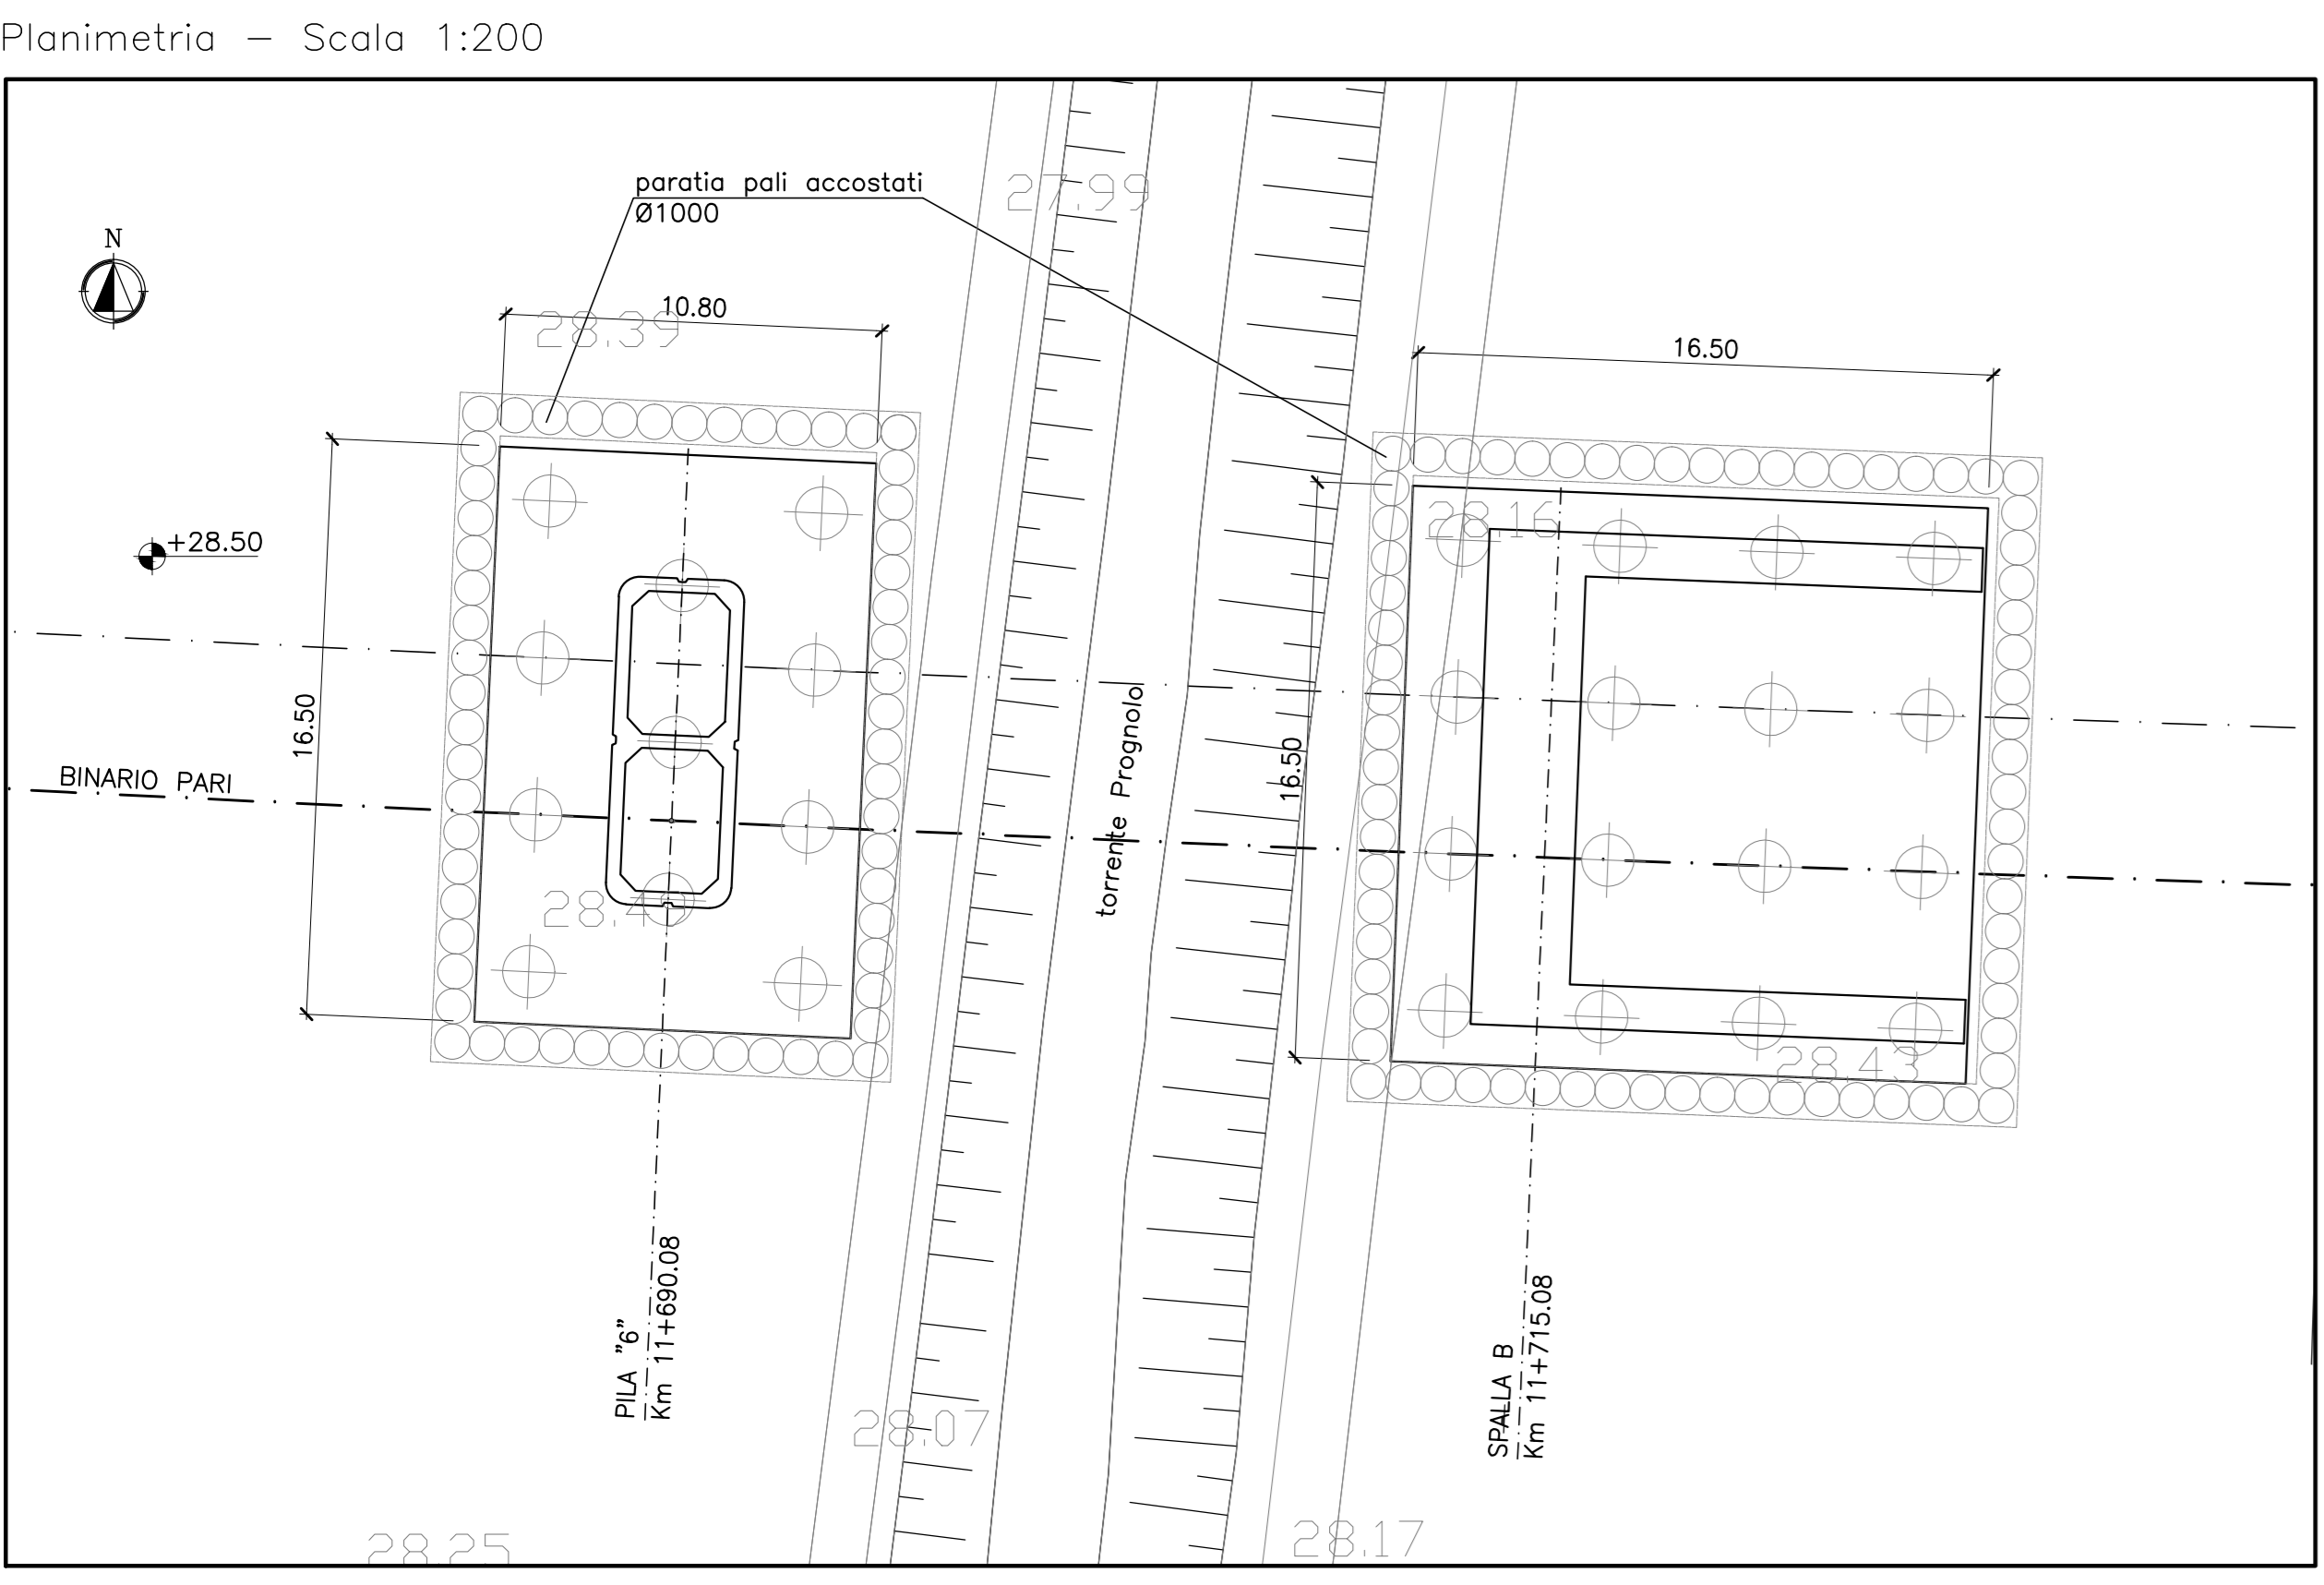 Planimetria – Scala 1:200
paratia pali accostati
Ø1000
27.99
N
10.80
28.39
16.50
28.16
+28.50
16.50
16.50
torrente Prognolo
BINARIO PARI
28.43
PILA "6"
Km 11+690.08
SPALLA B
Km 11+715.08
28.07
28.25
28.17